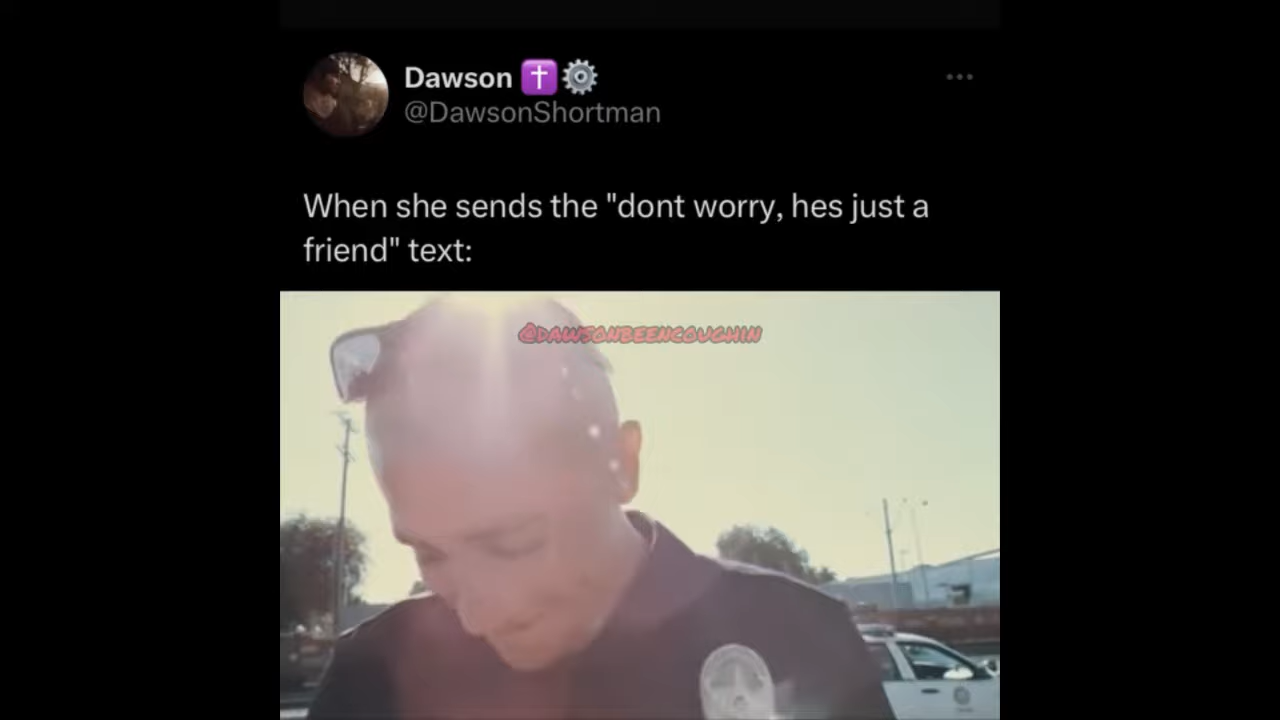 Dawson ✝️⚙️
@DawsonShortman
When she sends the "dont worry, hes just a
friend" text:
@DAWSONBEENCOUGHIN